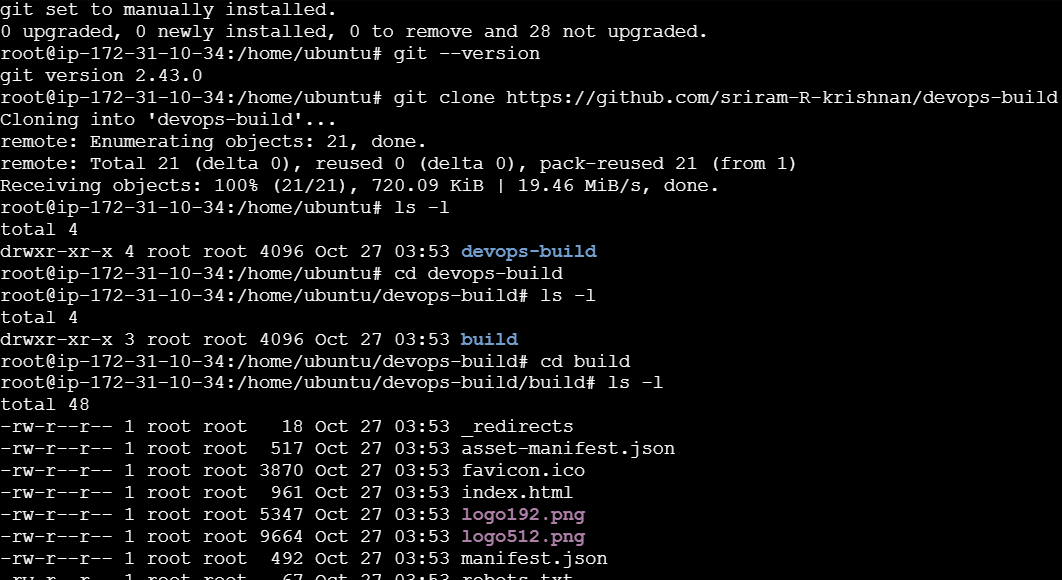 git set to manually installed.
0 upgraded, 0 newly installed, 0 to remove and 28 not upgraded.
root@ip-172-31-10-34:/home/ubuntu# git --version
git version 2.43.0
root@ip-172-31-10-34:/home/ubuntu# git clone https://github.com/sriram-R-krishnan/devops-build
Cloning into 'devops-build'...
remote: Enumerating objects: 21, done.
remote: Total 21 (delta 0), reused 0 (delta 0), pack-reused 21 (from 1)
Receiving objects: 100% (21/21), 720.09 KiB | 19.46 MiB/s, done.
root@ip-172-31-10-34:/home/ubuntu# ls -l
total 4
drwxr-xr-x 4 root root 4096 Oct 27 03:53 devops-build
root@ip-172-31-10-34:/home/ubuntu# cd devops-build
root@ip-172-31-10-34:/home/ubuntu/devops-build# ls -l
total 4
drwxr-xr-x 3 root root 4096 Oct 27 03:53 build
root@ip-172-31-10-34:/home/ubuntu/devops-build# cd build
root@ip-172-31-10-34:/home/ubuntu/devops-build/build# ls -l
total 48
-rw-r--r-- 1 root root   18 Oct 27 03:53 _redirects
-rw-r--r-- 1 root root  517 Oct 27 03:53 asset-manifest.json
-rw-r--r-- 1 root root 3870 Oct 27 03:53 favicon.ico
-rw-r--r-- 1 root root  961 Oct 27 03:53 index.html
-rw-r--r-- 1 root root 5347 Oct 27 03:53 logo192.png
-rw-r--r-- 1 root root 9664 Oct 27 03:53 logo512.png
-rw-r--r-- 1 root root  492 Oct 27 03:53 manifest.json
-rw-r--r-- 1 root root   67 Oct 27 03:53 robots.txt